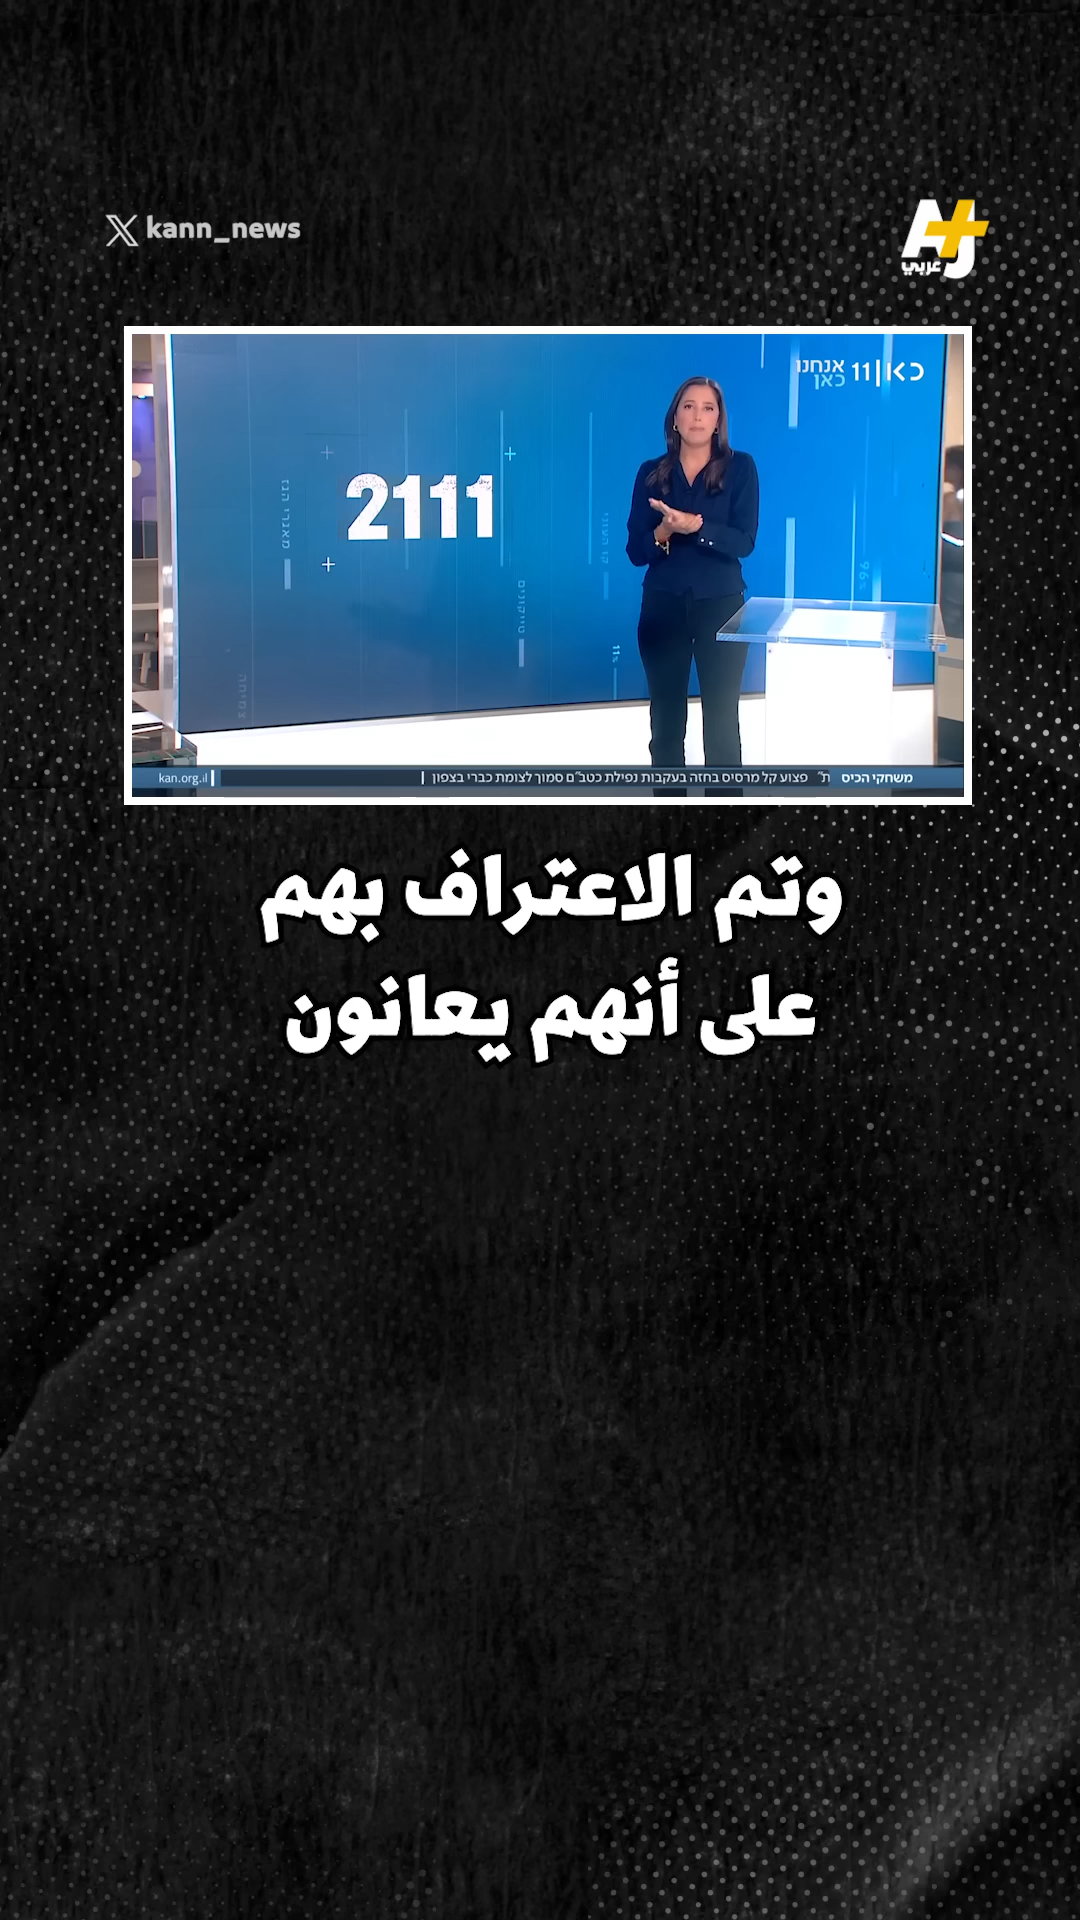 kann_news
AJ+
عربي
כאן 11
אנחנו
כאן
2111
משחקי הכיס
ת" פצוע קל מרסיס בחזה בעקבות נפילת כטב"ם סמוך לצומת כברי בצפון
kan.org.il
وتم الاعتراف بهم
على أنهم يعانون